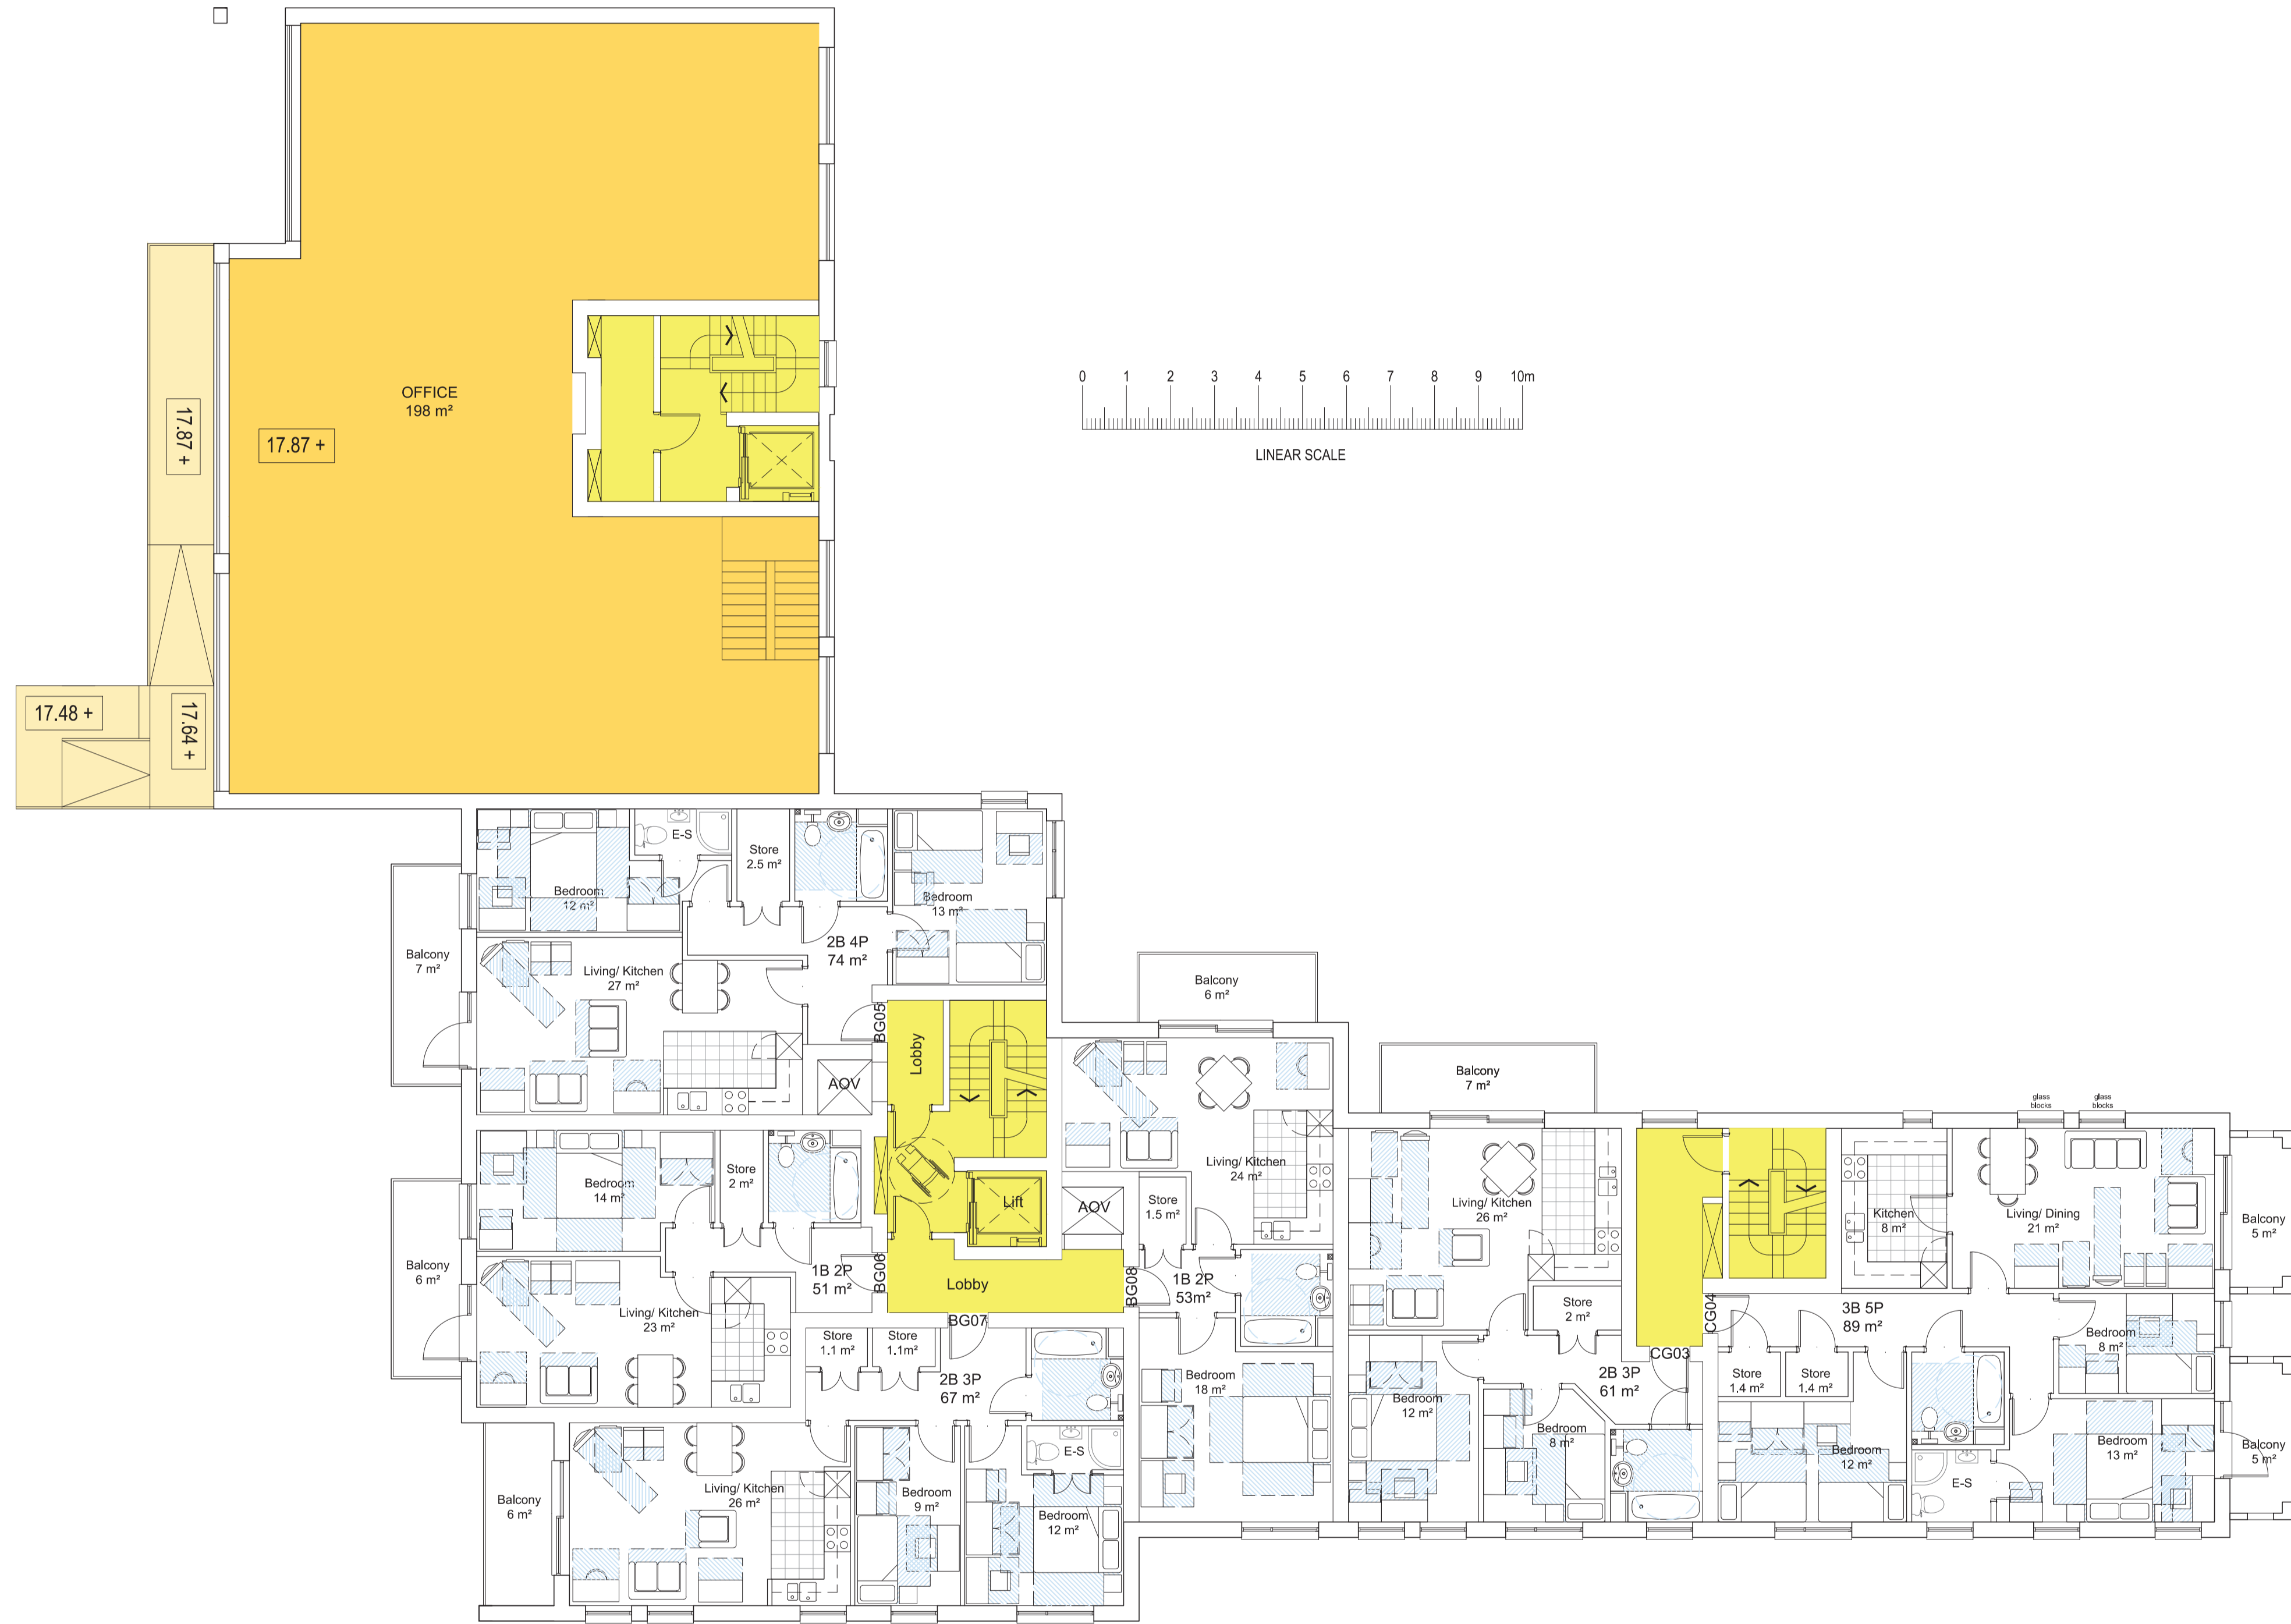 OFFICE
198 m²
17.87 +
17.87 +
17.48 +
17.64 +
0 1 2 3 4 5 6 7 8 9 10m
LINEAR SCALE
E-S
Store
2.5 m²
Bedroom
12 m²
Bedroom
13 m²
2B 4P
74 m²
Balcony
7 m²
Living/ Kitchen
27 m²
BG05
Lobby
AOV
Balcony
6 m²
Bedroom
14 m²
Store
2 m²
Lift
AOV
Living/ Kitchen
24 m²
Store
1.5 m²
Balcony
6 m²
1B 2P
51 m²
BG06
Lobby
BG08
1B 2P
53m²
Living/ Kitchen
23 m²
BG07
Store
1.1 m²
Store
1.1m²
2B 3P
67 m²
Bedroom
18 m²
E-S
Balcony
6 m²
Living/ Kitchen
26 m²
Bedroom
9 m²
Bedroom
12 m²
Balcony
7 m²
Living/ Kitchen
26 m²
Store
2 m²
CG03
2B 3P
61 m²
Bedroom
12 m²
Bedroom
8 m²
glass
blocks
glass
blocks
Kitchen
8 m²
Living/ Dining
21 m²
Balcony
5 m²
CG04
3B 5P
89 m²
Bedroom
8 m²
Store
1.4 m²
Store
1.4 m²
Bedroom
12 m²
E-S
Bedroom
13 m²
Balcony
5 m²